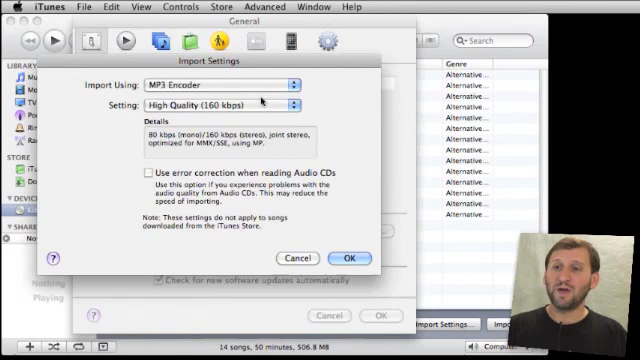 iTunes File Edit View Controls Store Advanced Window Help
General
Search
Import Settings
LIBRARY
Genre
Import Using: MP3 Encoder
Alternative...
Alternative...
Setting: High Quality (160 kbps)
Alternative...
Alternative...
Details
80 kbps (mono)/160 kbps (stereo), joint stereo,
optimized for MMX/SSE, using MP.
Alternative...
Alternative...
STORE
Use error correction when reading Audio CDs
Alternative...
Use this option if you experience problems with the
audio quality from Audio CDs. This may reduce the
speed of importing.
Alternative...
Note: These settings do not apply to songs
downloaded from the iTunes Store.
Alternative...
Alternative...
? Cancel OK
Nothing
Check for new software updates automatically
Playing
? Cancel OK
Import Settings...
14 songs, 50 minutes, 506.8 MB
Computer